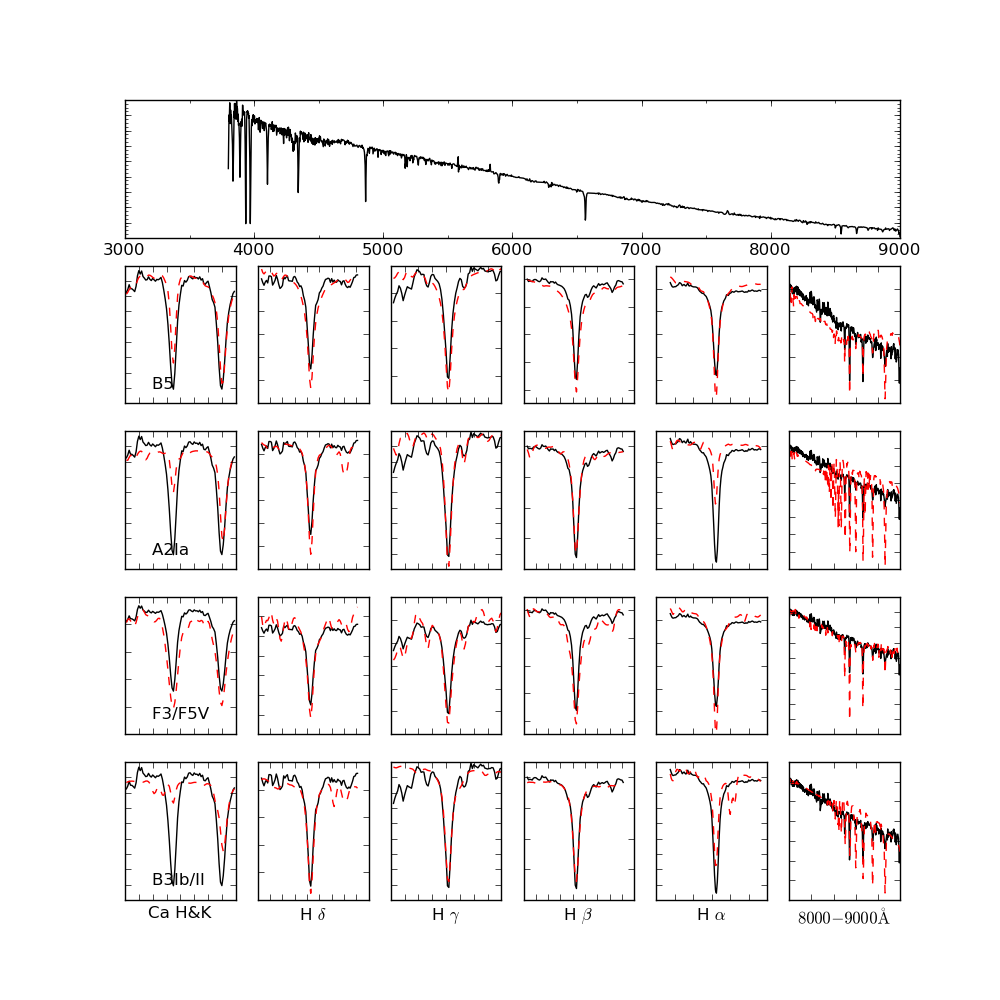 3000 4000 5000 6000 7000 8000 9000
B5
A2Ia
F3/F5V
B3Ib/II
Ca H&K H δ H γ H β H α 8000−9000Å